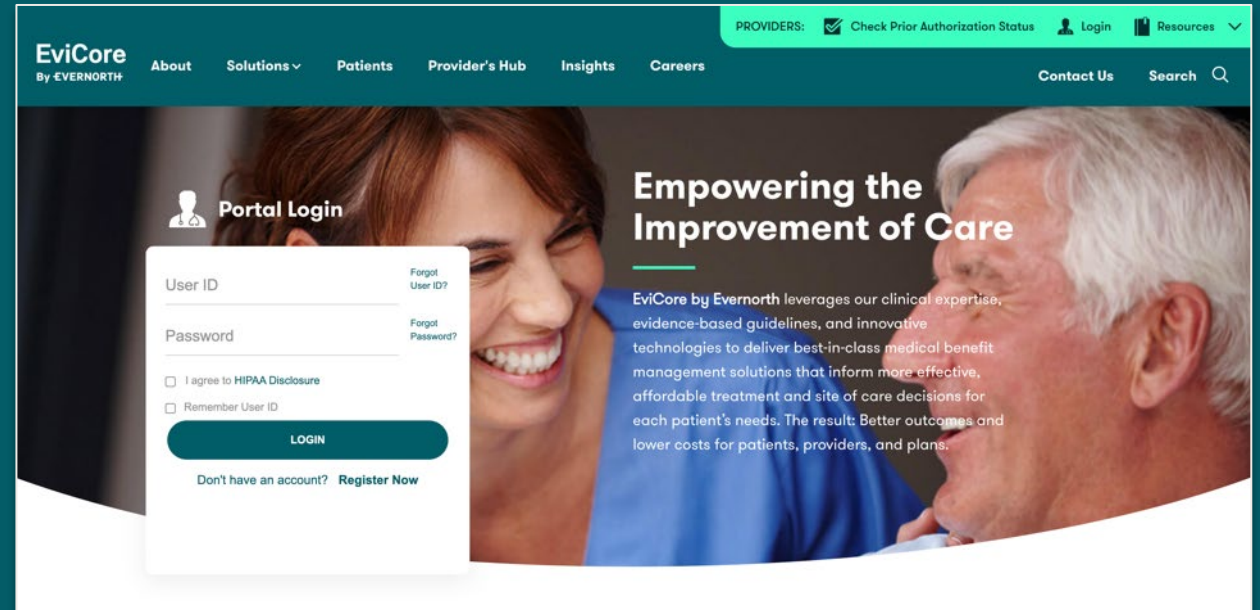 PROVIDERS: Check Prior Authorization Status Login Resources
EviCore
By EVERNORTH
About Solutions Patients Provider's Hub Insights Careers
Contact Us Search
Portal Login
User ID
Forgot
User ID?
Password
Forgot
Password?
I agree to HIPAA Disclosure
Remember User ID
LOGIN
Don't have an account? Register Now
Empowering the
Improvement of Care
EviCore by Evernorth leverages our clinical expertise,
evidence-based guidelines, and innovative
technologies to deliver best-in-class medical benefit
management solutions that inform more effective,
affordable treatment and site of care decisions for
each patient's needs. The result: Better outcomes and
lower costs for patients, providers, and plans.